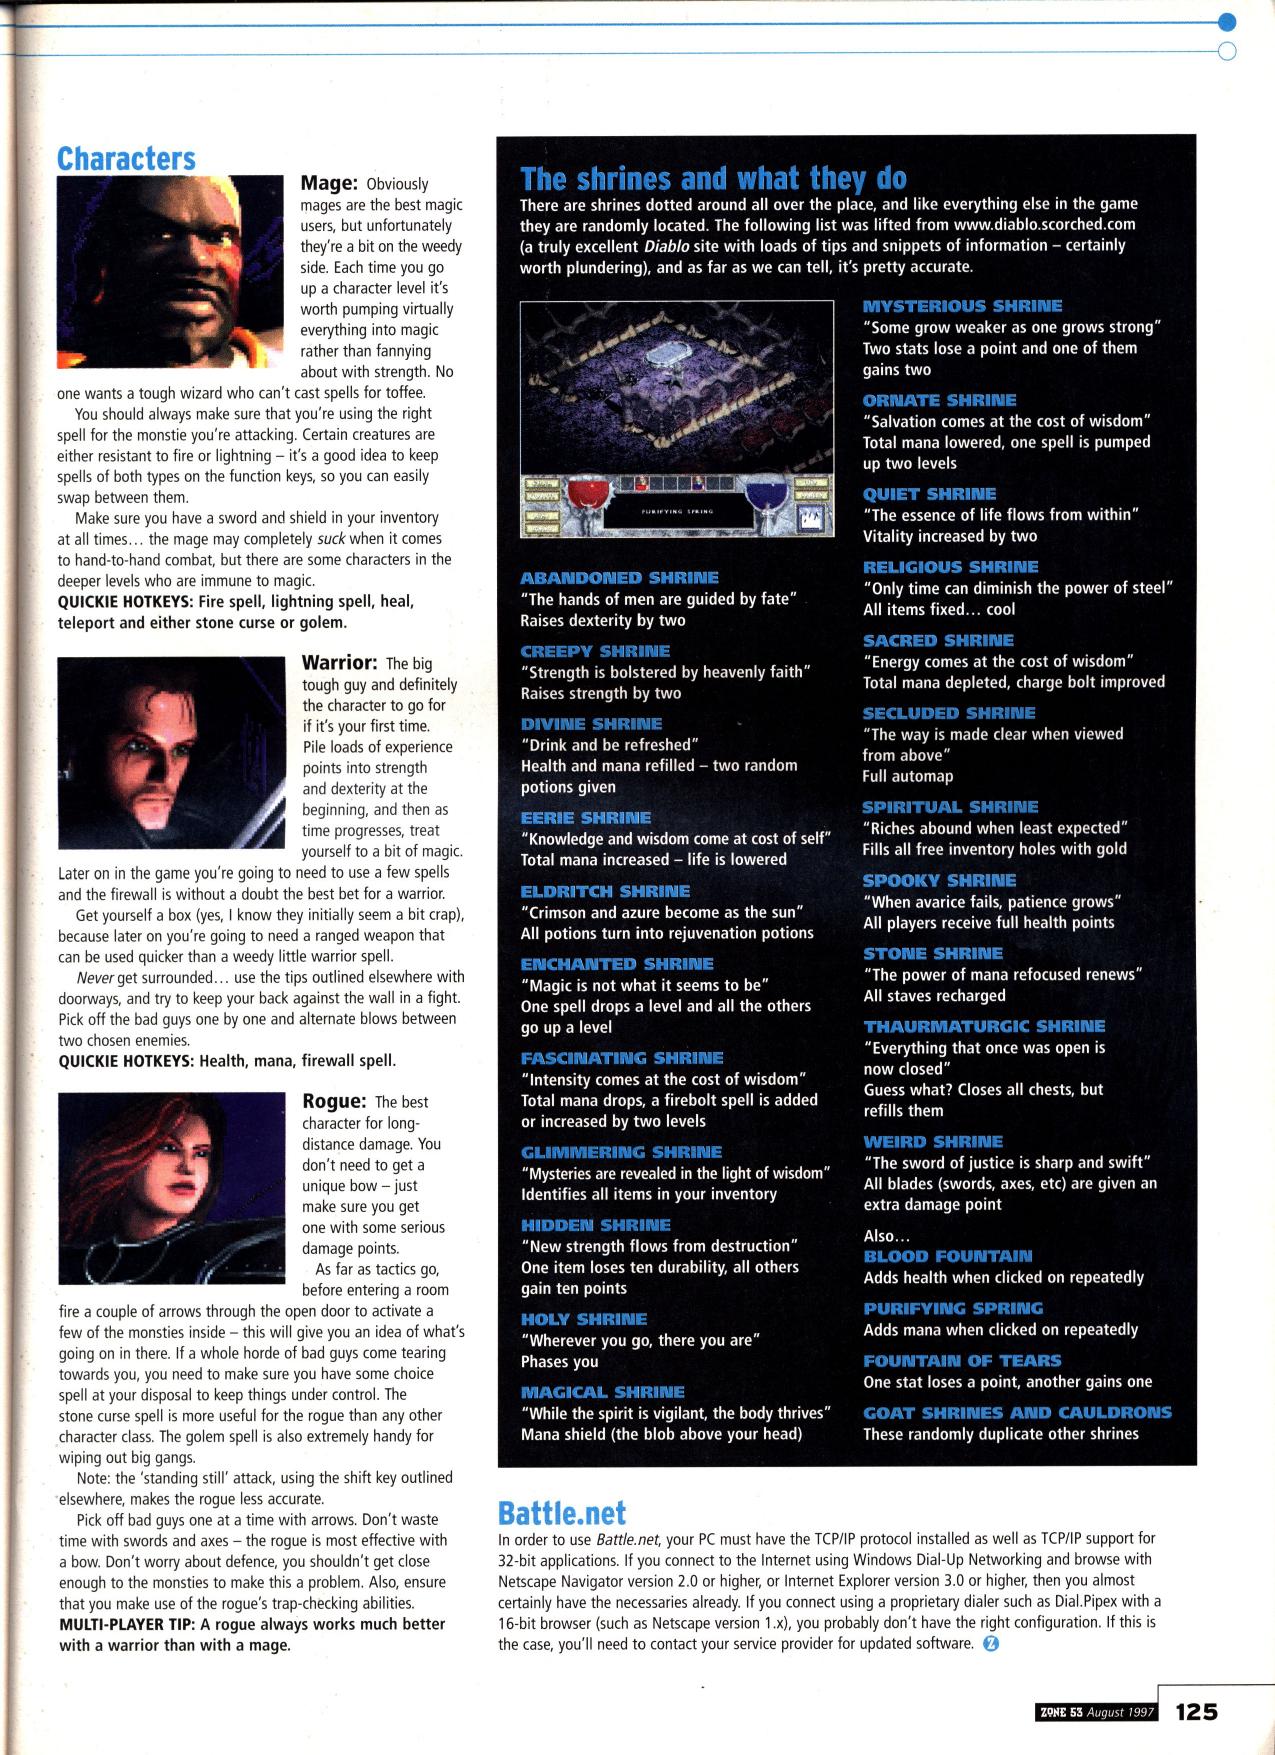 Characters
Mage: Obviously
mages are the best magic
users, but unfortunately
they're a bit on the weedy
side. Each time you go
up a character level it's
worth pumping virtually
everything into magic
rather than fannying
about with strength. No
one wants a tough wizard who can't cast spells for toffee.
You should always make sure that you're using the right
spell for the monstie you're attacking. Certain creatures are
either resistant to fire or lightning – it's a good idea to keep
spells of both types on the function keys, so you can easily
swap between them.
Make sure you have a sword and shield in your inventory
at all times... the mage may completely suck when it comes
to hand-to-hand combat, but there are some characters in the
deeper levels who are immune to magic.
QUICKIE HOTKEYS: Fire spell, lightning spell, heal,
teleport and either stone curse or golem.
Warrior: The big
tough guy and definitely
the character to go for
if it's your first time.
Pile loads of experience
points into strength
and dexterity at the
beginning, and then as
time progresses, treat
yourself to a bit of magic.
Later on in the game you're going to need to use a few spells
and the firewall is without a doubt the best bet for a warrior.
Get yourself a box (yes, I know they initially seem a bit crap),
because later on you're going to need a ranged weapon that
can be used quicker than a weedy little warrior spell.
Never get surrounded... use the tips outlined elsewhere with
doorways, and try to keep your back against the wall in a fight.
Pick off the bad guys one by one and alternate blows between
two chosen enemies.
QUICKIE HOTKEYS: Health, mana, firewall spell.
Rogue: The best
character for long-
distance damage. You
don't need to get a
unique bow – just
make sure you get
one with some serious
damage points.
As far as tactics go,
before entering a room
fire a couple of arrows through the open door to activate a
few of the monsties inside – this will give you an idea of what's
going on in there. If a whole horde of bad guys come tearing
towards you, you need to make sure you have some choice
spell at your disposal to keep things under control. The
stone curse spell is more useful for the rogue than any other
character class. The golem spell is also extremely handy for
wiping out big gangs.
Note: the 'standing still' attack, using the shift key outlined
elsewhere, makes the rogue less accurate.
Pick off bad guys one at a time with arrows. Don't waste
time with swords and axes – the rogue is most effective with
a bow. Don't worry about defence, you shouldn't get close
enough to the monsties to make this a problem. Also, ensure
that you make use of the rogue's trap-checking abilities.
MULTI-PLAYER TIP: A rogue always works much better
with a warrior than with a mage.
The shrines and what they do
There are shrines dotted around all over the place, and like everything else in the game
they are randomly located. The following list was lifted from www.diablo.scorched.com
(a truly excellent Diablo site with loads of tips and snippets of information – certainly
worth plundering), and as far as we can tell, it's pretty accurate.
PURIFYING SPRING
ABANDONED SHRINE
"The hands of men are guided by fate"
Raises dexterity by two
CREEPY SHRINE
"Strength is bolstered by heavenly faith"
Raises strength by two
DIVINE SHRINE
"Drink and be refreshed"
Health and mana refilled – two random
potions given
EERIE SHRINE
"Knowledge and wisdom come at cost of self"
Total mana increased – life is lowered
ELDRITCH SHRINE
"Crimson and azure become as the sun"
All potions turn into rejuvenation potions
ENCHANTED SHRINE
"Magic is not what it seems to be"
One spell drops a level and all the others
go up a level
FASCINATING SHRINE
"Intensity comes at the cost of wisdom"
Total mana drops, a firebolt spell is added
or increased by two levels
GLIMMERING SHRINE
"Mysteries are revealed in the light of wisdom"
Identifies all items in your inventory
HIDDEN SHRINE
"New strength flows from destruction"
One item loses ten durability, all others
gain ten points
HOLY SHRINE
"Wherever you go, there you are"
Phases you
MAGICAL SHRINE
"While the spirit is vigilant, the body thrives"
Mana shield (the blob above your head)
MYSTERIOUS SHRINE
"Some grow weaker as one grows strong"
Two stats lose a point and one of them
gains two
ORNATE SHRINE
"Salvation comes at the cost of wisdom"
Total mana lowered, one spell is pumped
up two levels
QUIET SHRINE
"The essence of life flows from within"
Vitality increased by two
RELIGIOUS SHRINE
"Only time can diminish the power of steel"
All items fixed... cool
SACRED SHRINE
"Energy comes at the cost of wisdom"
Total mana depleted, charge bolt improved
SECLUDED SHRINE
"The way is made clear when viewed
from above"
Full automap
SPIRITUAL SHRINE
"Riches abound when least expected"
Fills all free inventory holes with gold
SPOOKY SHRINE
"When avarice fails, patience grows"
All players receive full health points
STONE SHRINE
"The power of mana refocused renews"
All staves recharged
THAURMATURGIC SHRINE
"Everything that once was open is
now closed"
Guess what? Closes all chests, but
refills them
WEIRD SHRINE
"The sword of justice is sharp and swift"
All blades (swords, axes, etc) are given an
extra damage point
Also...
BLOOD FOUNTAIN
Adds health when clicked on repeatedly
PURIFYING SPRING
Adds mana when clicked on repeatedly
FOUNTAIN OF TEARS
One stat loses a point, another gains one
GOAT SHRINES AND CAULDRONS
These randomly duplicate other shrines
Battle.net
In order to use Battle.net, your PC must have the TCP/IP protocol installed as well as TCP/IP support for
32-bit applications. If you connect to the Internet using Windows Dial-Up Networking and browse with
Netscape Navigator version 2.0 or higher, or Internet Explorer version 3.0 or higher, then you almost
certainly have the necessaries already. If you connect using a proprietary dialer such as Dial.Pipex with a
16-bit browser (such as Netscape version 1.x), you probably don't have the right configuration. If this is
the case, you'll need to contact your service provider for updated software. Z
ZONE 53 August 1997 125